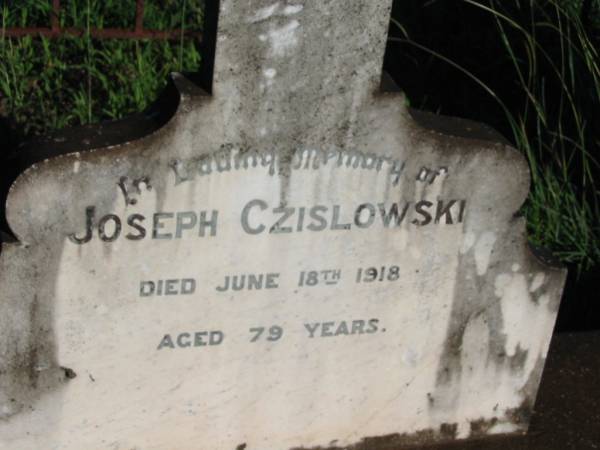 In Loving Memory of
JOSEPH CZISLOWSKI
DIED JUNE 18TH 1918
AGED 79 YEARS.